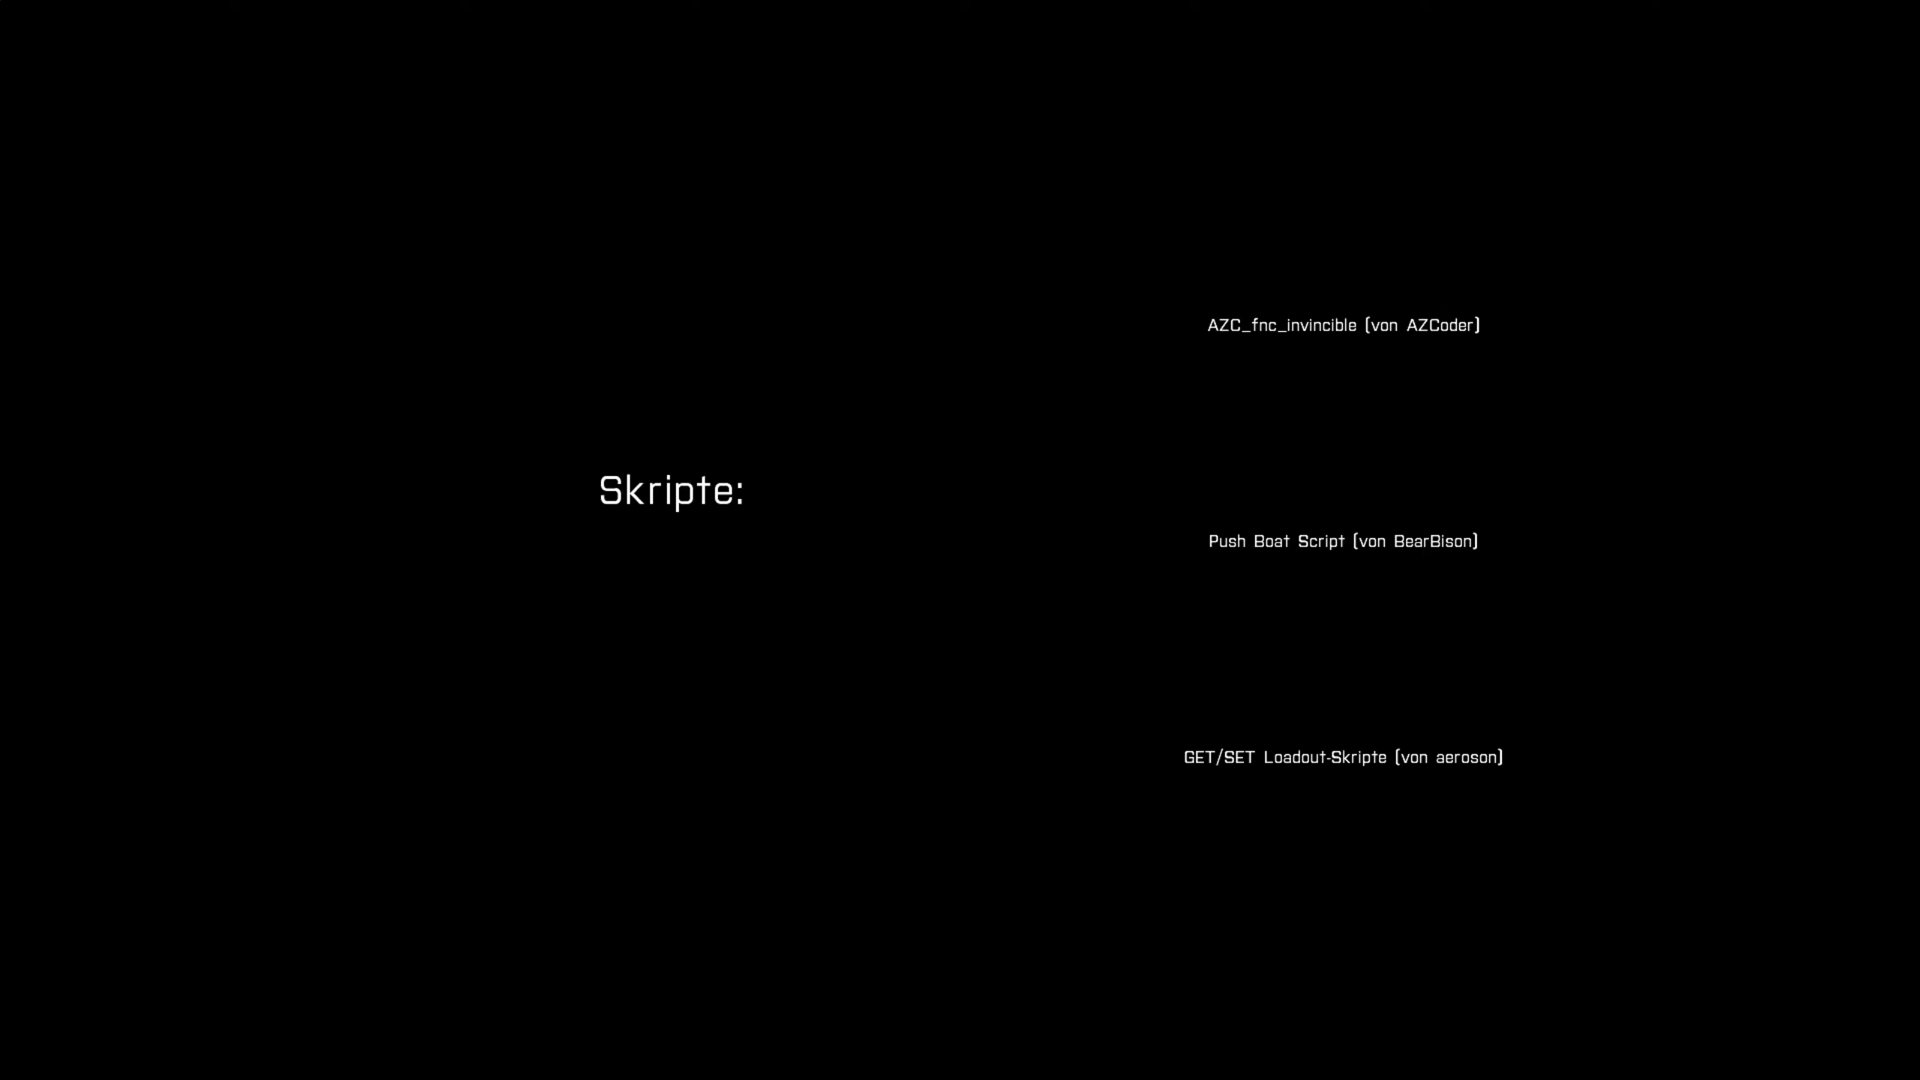 Skripte:
AZC_fnc_invincible (von AZCoder)
Push Boat Script (von BearBison)
GET/SET Loadout-Skripte (von aeroson)